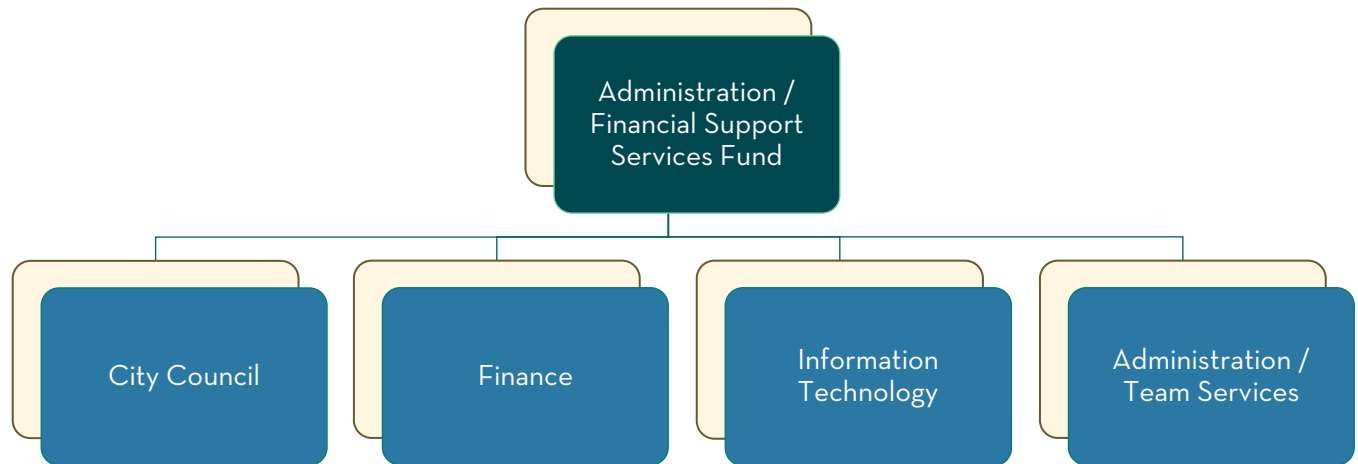 Administration /
Financial Support
Services Fund
City Council
Finance
Information
Technology
Administration /
Team Services